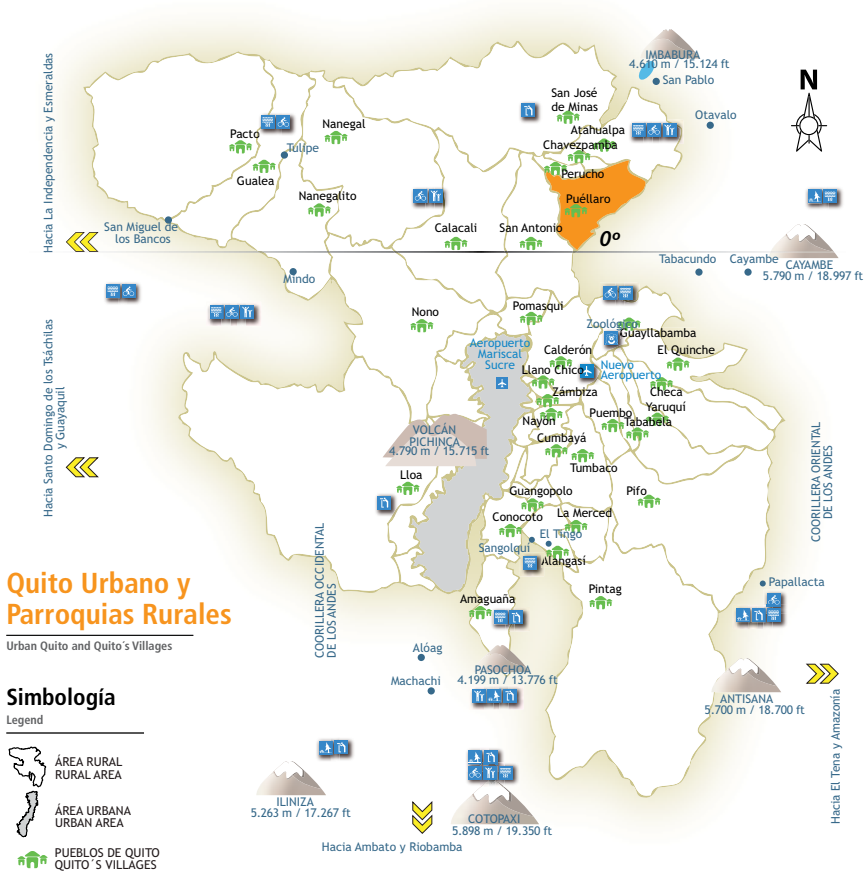 IMBABURA
4.610 m / 15.124 ft
San Pablo
N
Otavalo
San José
de Minas
Atahualpa
Chavezpamba
Perucho
Puéllaro
Nanegal
Pacto
Tulipe
Gualea
Nanegalito
Hacia La Independencia y Esmeraldas
San Miguel de
los Bancos
Calacali
San Antonio
0º
Tabacundo
Cayambe
CAYAMBE
5.790 m / 18.997 ft
Mindo
Nono
Pomasqui
Zoológico
Guayllabamba
Aeropuerto
Mariscal
Sucre
Calderón
El Quinche
Llano Chico
Nuevo
Aeropuerto
Zámbiza
Checa
Nayón
Puembo
Yaruquí
Tababela
Hacia Santo Domingo de los Tsáchilas
y Guayaquil
VOLCÁN
PICHINCA
4.790 m / 15.715 ft
Cumbayá
Tumbaco
COORILLERA ORIENTAL
DE LOS ANDES
Lloa
Guangopolo
Pifo
Conocoto
La Merced
El Tingo
Sangolqui
Alangasí
COORILLERA OCCIDENTAL
DE LOS ANDES
Papallacta
Pintag
Amaguaña
Quito Urbano y
Parroquias Rurales
Urban Quito and Quito´s Villages
Alóag
PASOCHOA
4.199 m / 13.776 ft
Machachi
ANTISANA
5.700 m / 18.700 ft
Hacia El Tena y Amazonía
Simbología
Legend
ÁREA RURAL
RURAL AREA
ÁREA URBANA
URBAN AREA
PUEBLOS DE QUITO
QUITO´S VILLAGES
ILINIZA
5.263 m / 17.267 ft
COTOPAXI
5.898 m / 19.350 ft
Hacia Ambato y Riobamba